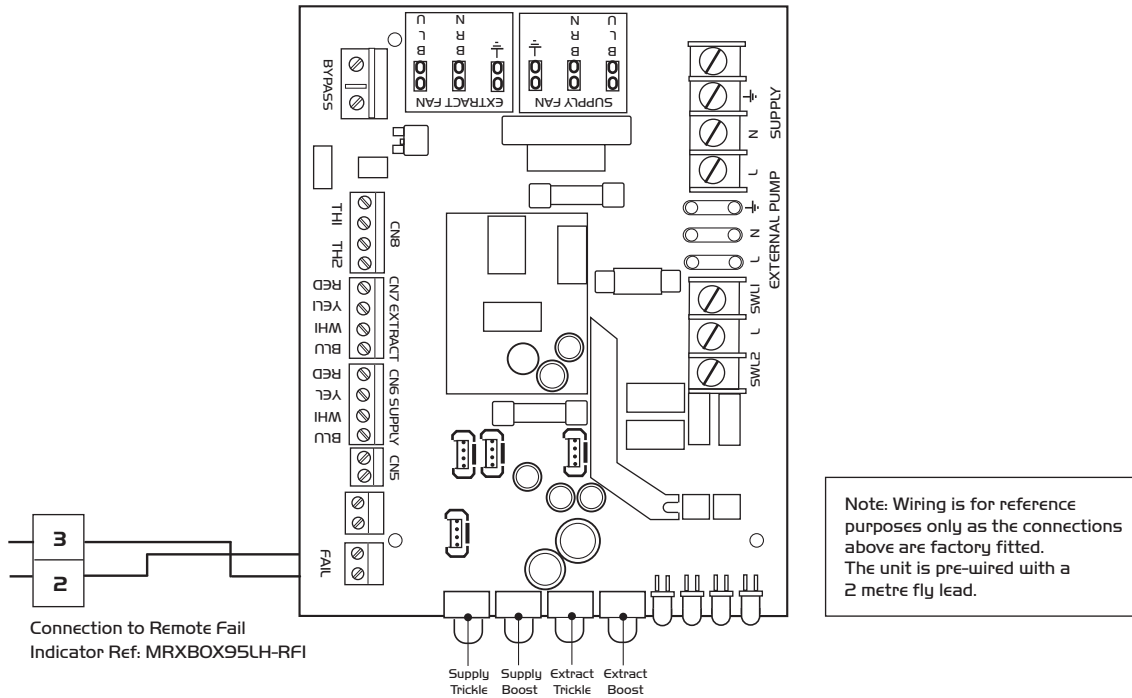 U L B
N R B
⏚
EXTRACT FAN
⏚
N R B
U L B
SUPPLY FAN
BYPASS
⏚
N
L
SUPPLY
⏚
N
L
EXTERNAL PUMP
SWL1
L
SWL2
TH1
TH2
CN8
RED
YEL1
WHI
BLU
CN7 EXTRACT
RED
YEL
WHI
BLU
CN6 SUPPLY
CN5
FAIL
3
2
Connection to Remote Fail
Indicator Ref: MRXBOX95LH-RFI
Supply
Trickle
Supply
Boost
Extract
Trickle
Extract
Boost
Note: Wiring is for reference
purposes only as the connections
above are factory fitted.
The unit is pre-wired with a
2 metre fly lead.